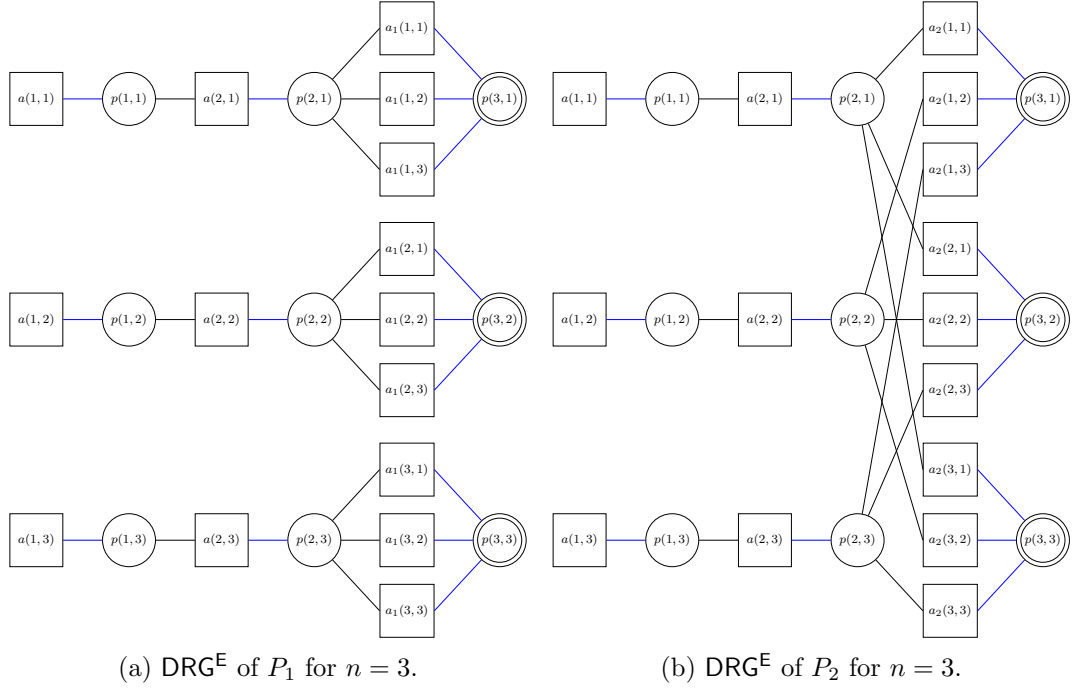 a₁(1,1)
a(1,1) p(1,1) a(2,1) p(2,1) a₁(1,2) p(3,1)
a₁(1,3)
a₁(2,1)
a(1,2) p(1,2) a(2,2) p(2,2) a₁(2,2) p(3,2)
a₁(2,3)
a₁(3,1)
a(1,3) p(1,3) a(2,3) p(2,3) a₁(3,2) p(3,3)
a₁(3,3)
(a) DRGᴱ of P₁ for n = 3.
a₂(1,1)
a(1,1) p(1,1) a(2,1) p(2,1) a₂(1,2) p(3,1)
a₂(1,3)
a₂(2,1)
a(1,2) p(1,2) a(2,2) p(2,2) a₂(2,2) p(3,2)
a₂(2,3)
a₂(3,1)
a(1,3) p(1,3) a(2,3) p(2,3) a₂(3,2) p(3,3)
a₂(3,3)
(b) DRGᴱ of P₂ for n = 3.